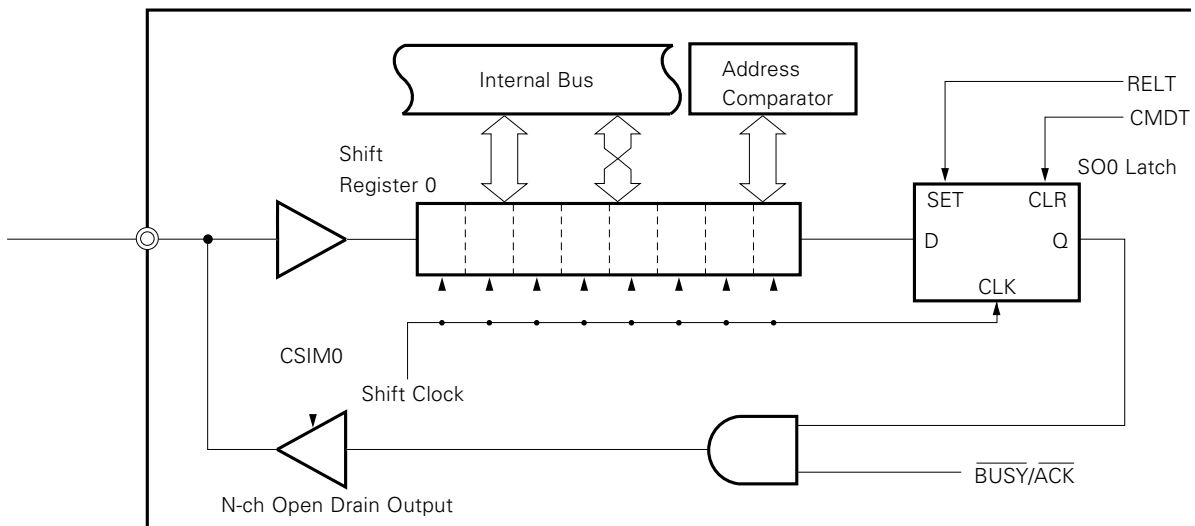 Internal Bus
Address
Comparator
RELT
CMDT
Shift
Register 0
SO0 Latch
SET
CLR
D
Q
CLK
CSIM0
Shift Clock
BUSY/ACK
N-ch Open Drain Output